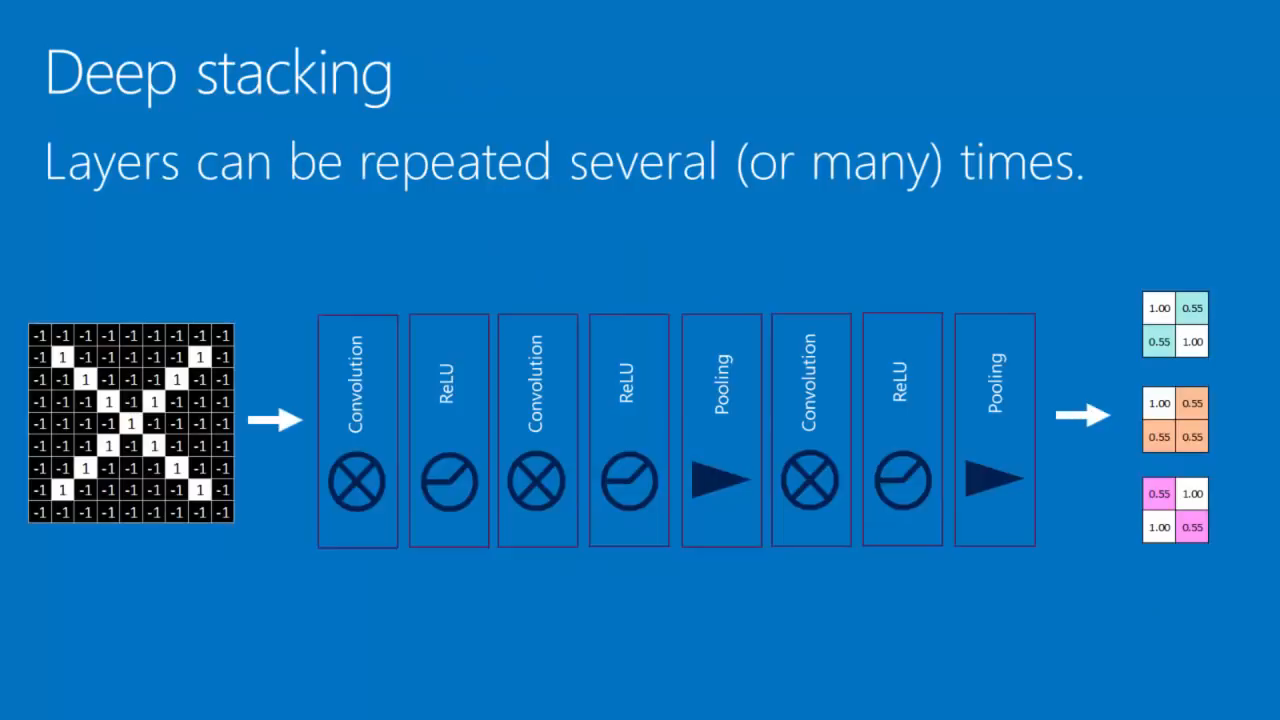 Deep stacking
Layers can be repeated several (or many) times.
-1 -1 -1 -1 -1 -1 -1 -1 -1
-1 1 -1 -1 -1 -1 -1 1 -1
-1 -1 1 -1 -1 -1 1 -1 -1
-1 -1 -1 1 -1 1 -1 -1 -1
-1 -1 -1 -1 1 -1 -1 -1 -1
-1 -1 -1 1 -1 1 -1 -1 -1
-1 -1 1 -1 -1 -1 1 -1 -1
-1 1 -1 -1 -1 -1 -1 1 -1
-1 -1 -1 -1 -1 -1 -1 -1 -1
Convolution
ReLU
Convolution
ReLU
Pooling
Convolution
ReLU
Pooling
1.00 0.55
0.55 1.00
1.00 0.55
0.55 0.55
0.55 1.00
1.00 0.55